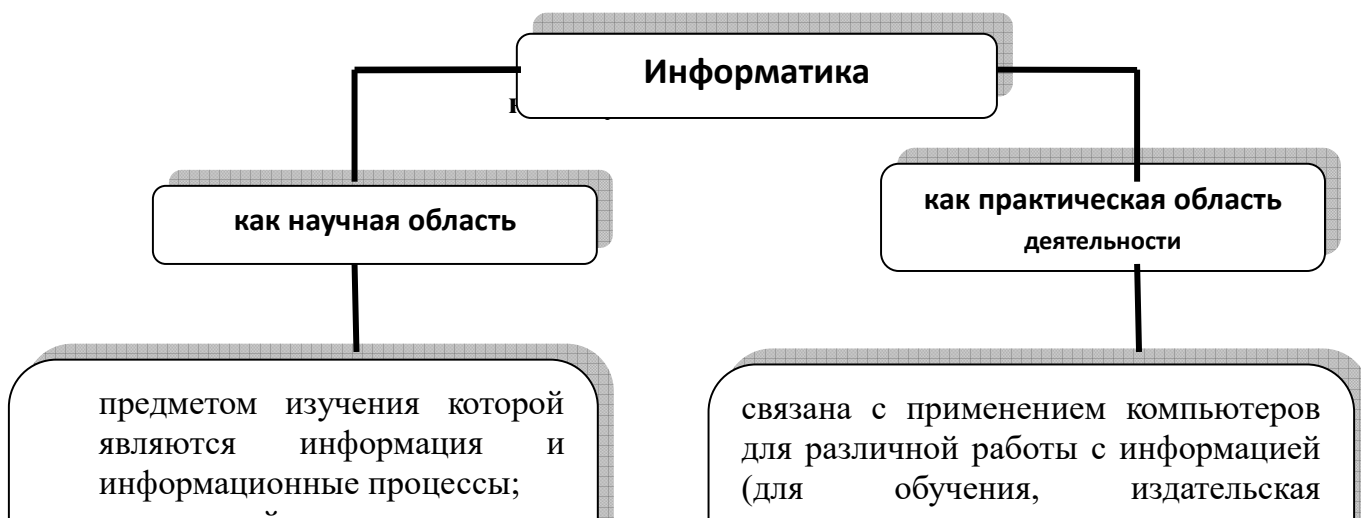 Информатика
как научная область
как практическая область
деятельности
предметом изучения которой
являются информация и
информационные процессы;
связана с применением компьютеров
для различной работы с информацией
(для обучения, издательская